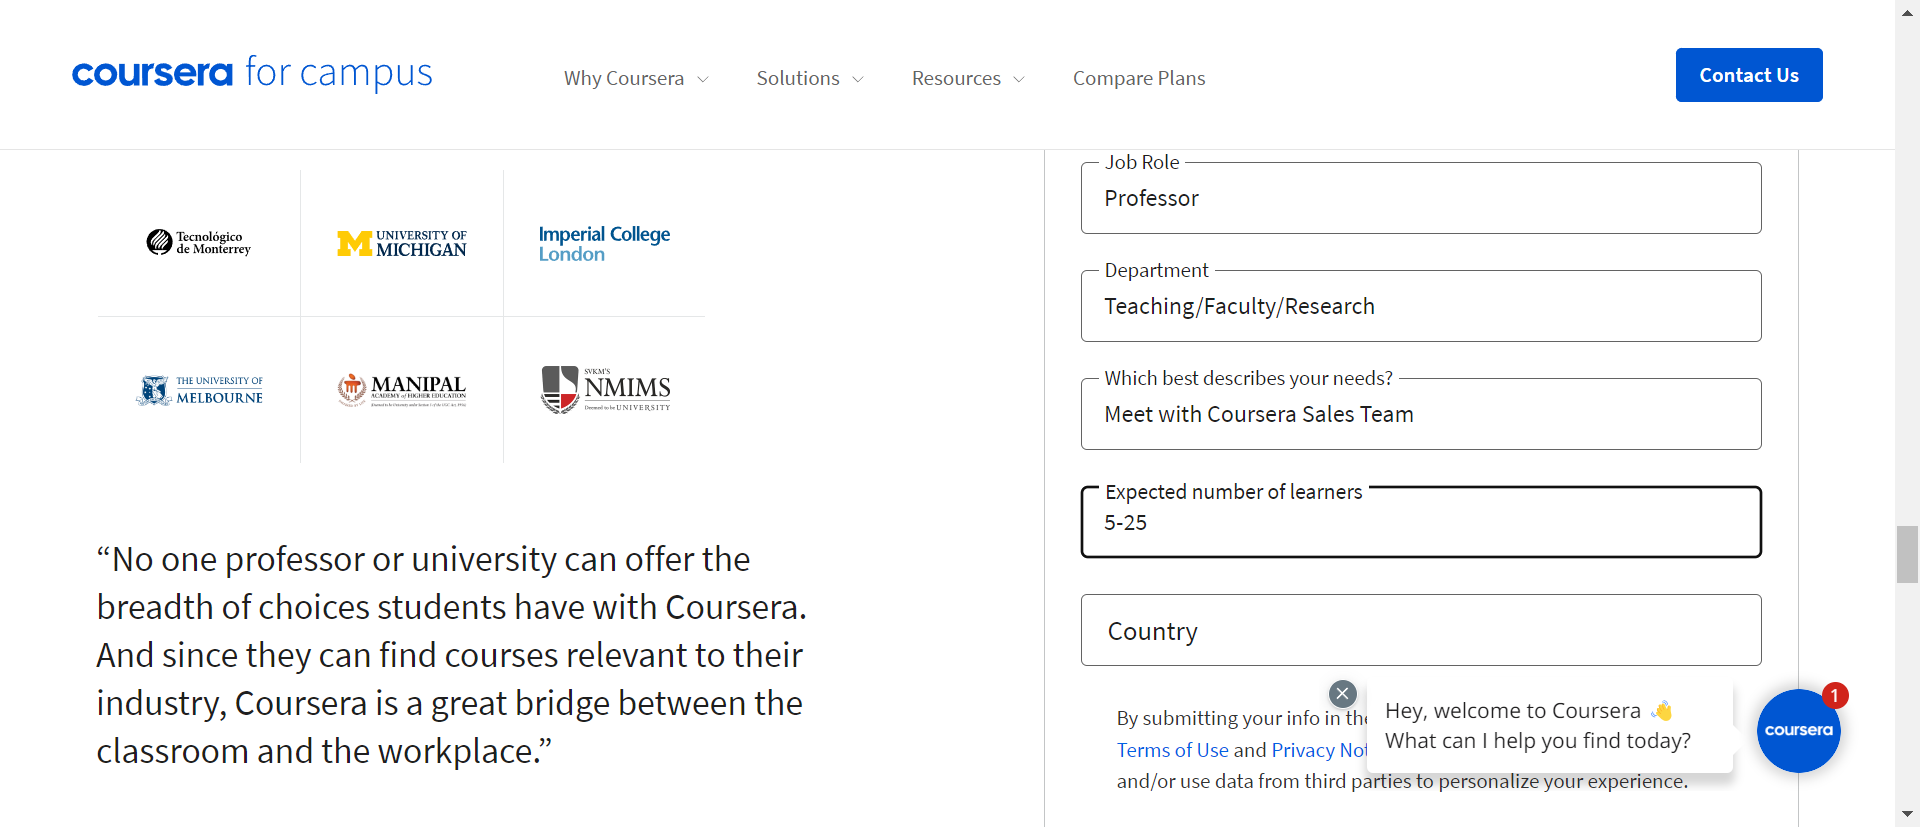 coursera for campus
Why Coursera
Solutions
Resources
Compare Plans
Contact Us
Tecnológico
de Monterrey
UNIVERSITY OF
MICHIGAN
Imperial College
London
THE UNIVERSITY OF
MELBOURNE
MANIPAL
ACADEMY of HIGHER EDUCATION
SVKM'S
NMIMS
Deemed to be UNIVERSITY
“No one professor or university can offer the
breadth of choices students have with Coursera.
And since they can find courses relevant to their
industry, Coursera is a great bridge between the
classroom and the workplace.”
Job Role
Professor
Department
Teaching/Faculty/Research
Which best describes your needs?
Meet with Coursera Sales Team
Expected number of learners
5-25
Country
By submitting your info in the
Terms of Use and Privacy Not
and/or use data from third parties to personalize your experience.
Hey, welcome to Coursera 👋
What can I help you find today?
coursera
1